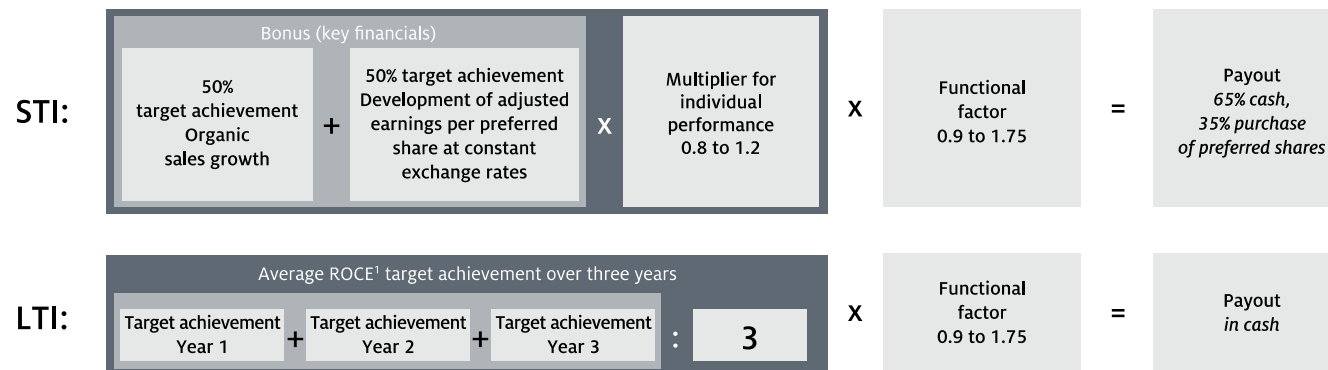 STI:
Bonus (key financials)
50%
target achievement
Organic
sales growth
+
50% target achievement
Development of adjusted
earnings per preferred
share at constant
exchange rates
x
Multiplier for
individual
performance
0.8 to 1.2
x
Functional
factor
0.9 to 1.75
=
Payout
65% cash,
35% purchase
of preferred shares
LTI:
Average ROCE¹ target achievement over three years
Target achievement
Year 1
+
Target achievement
Year 2
+
Target achievement
Year 3
:
3
x
Functional
factor
0.9 to 1.75
=
Payout
in cash